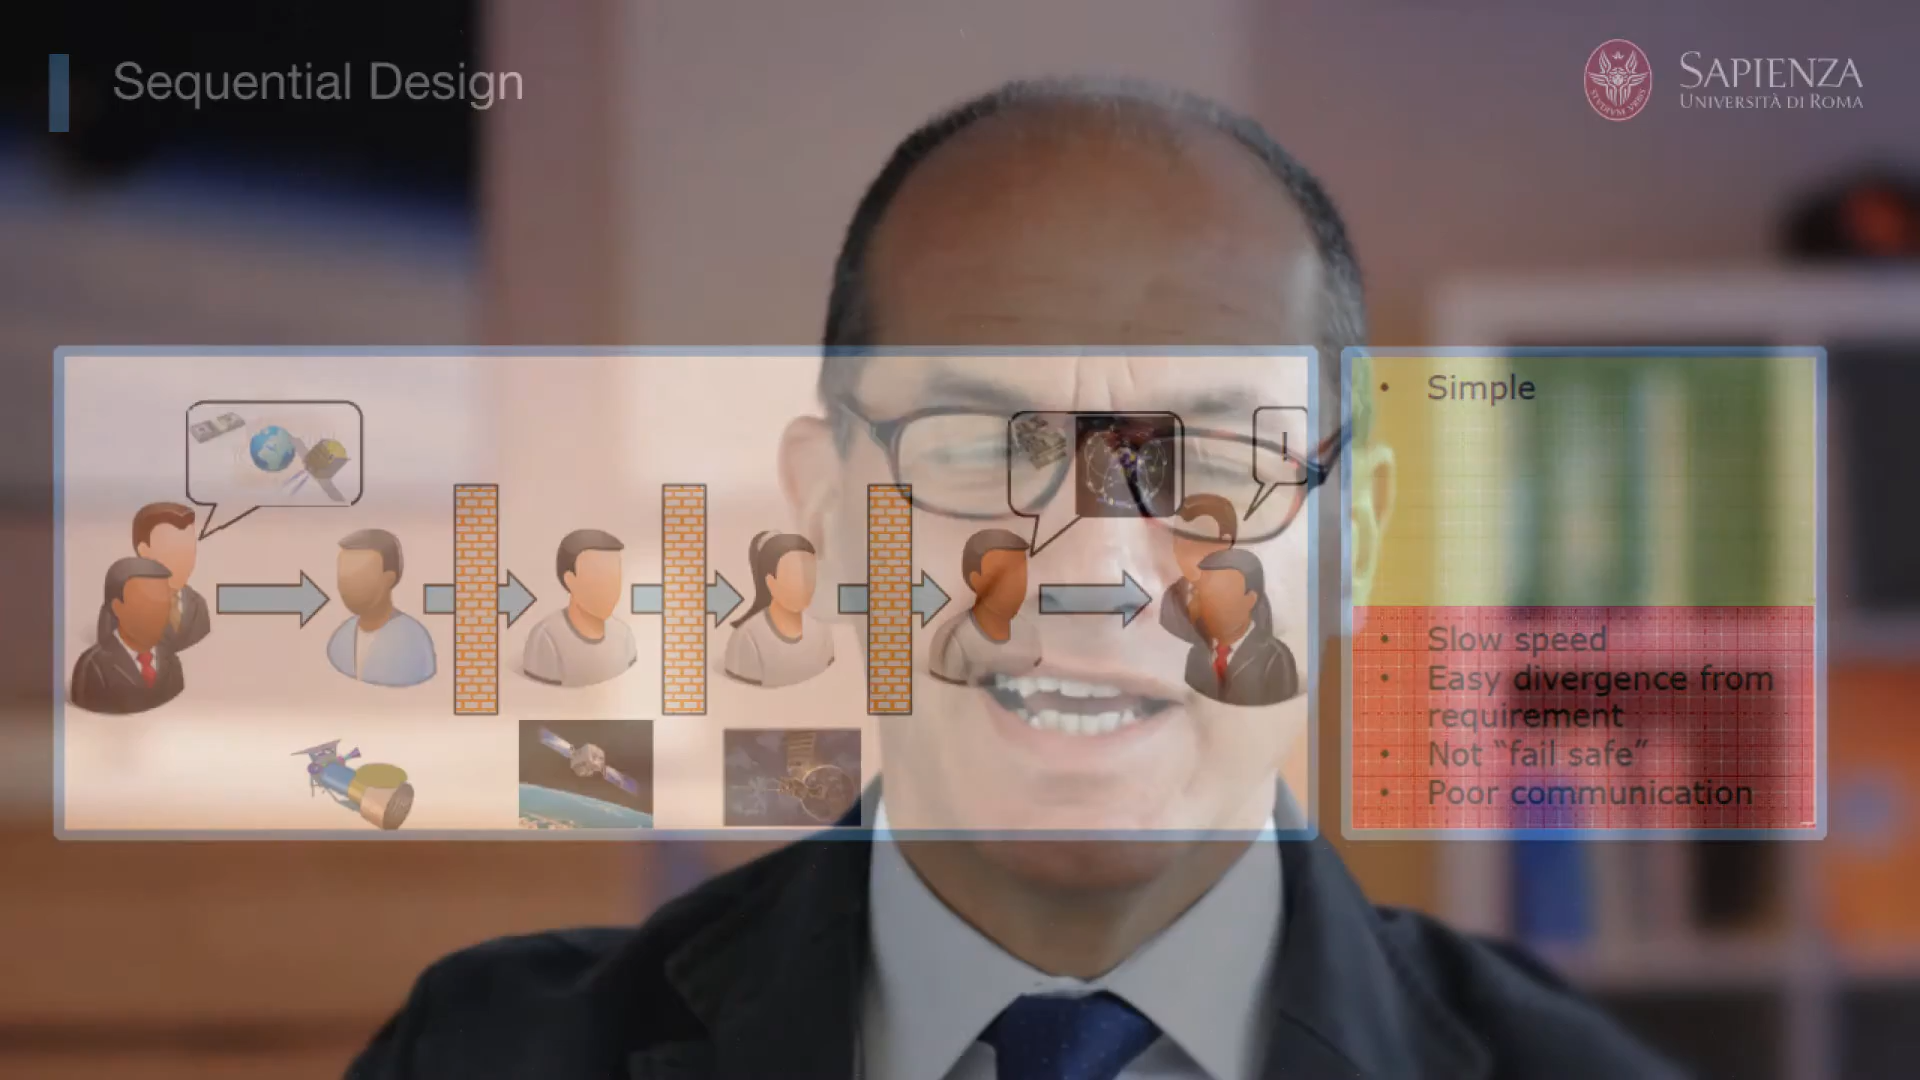 Sequential Design
SAPIENZA
UNIVERSITÀ DI ROMA
!
• Simple
• Slow speed
• Easy divergence from
requirement
• Not “fail safe”
• Poor communication